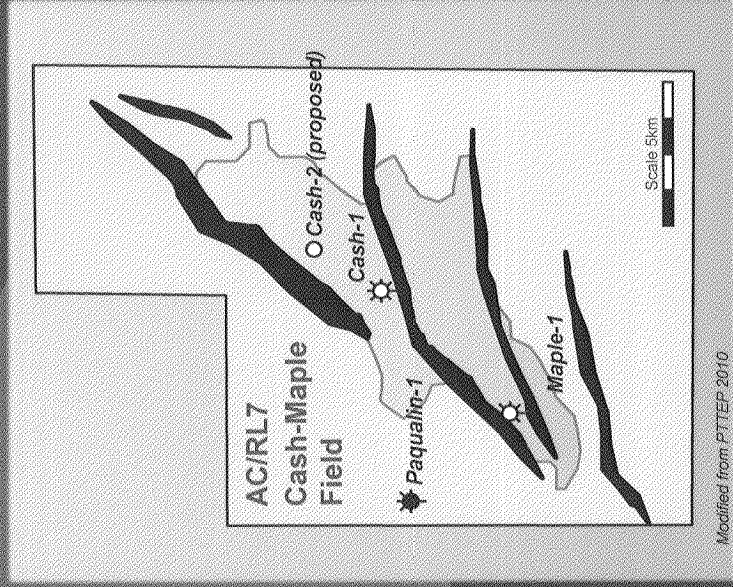 AC/RL7
Cash-Maple
Field
Cash-2 (proposed)
Cash-1
Paqualin-1
Maple-1
Scale 5km
Modified from PTTEP 2010